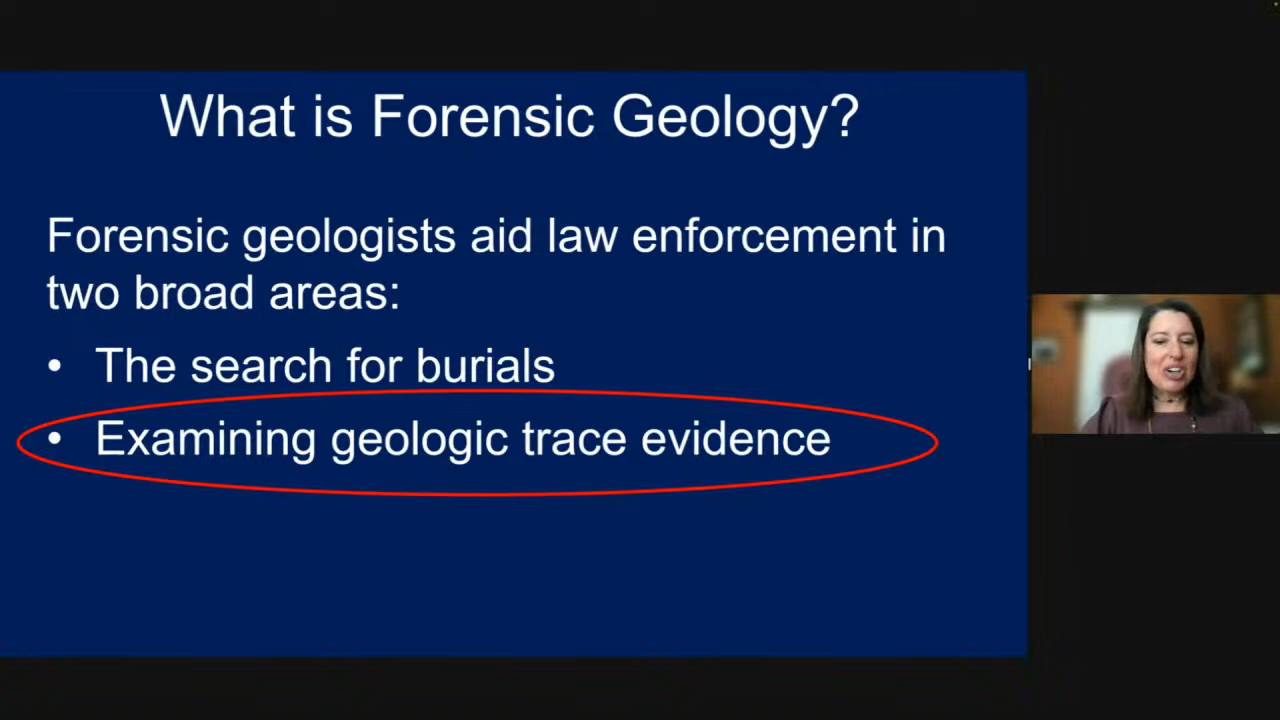 What is Forensic Geology?
Forensic geologists aid law enforcement in
two broad areas:
• The search for burials
• Examining geologic trace evidence